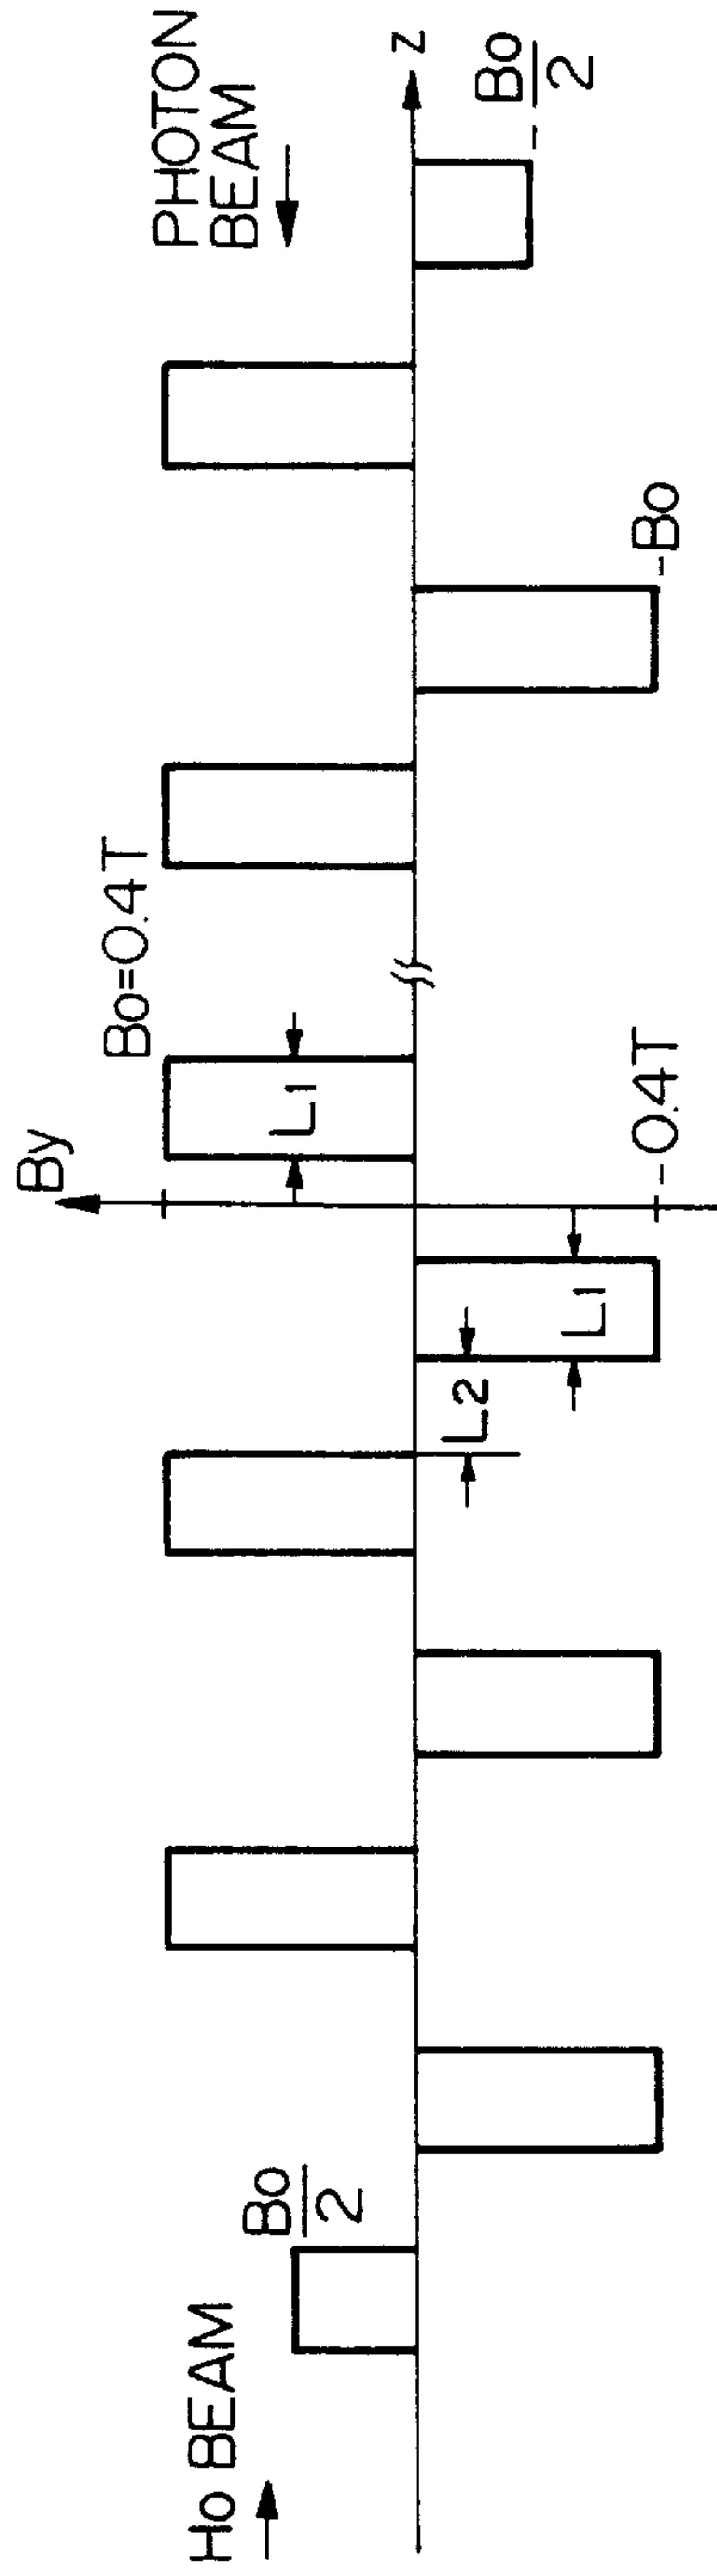 Ho BEAM
Bo
2
By
Bo=0.4T
L1
L2
L1
-0.4T
-Bo
PHOTON
BEAM
z
- Bo
2